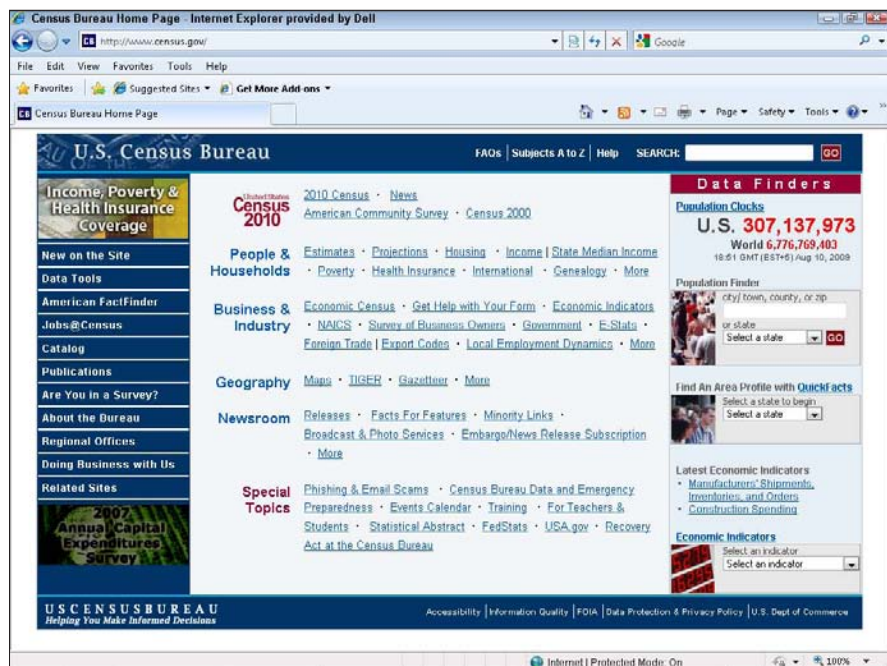 Census Bureau Home Page - Internet Explorer provided by Dell
http://www.census.gov/
Google
File Edit View Favorites Tools Help
Favorites Suggested Sites Get More Add-ons
Census Bureau Home Page
Page Safety Tools
U.S. Census Bureau
FAQs | Subjects A to Z | Help SEARCH: GO
Income, Poverty &
Health Insurance
Coverage
New on the Site
Data Tools
American FactFinder
Jobs@Census
Catalog
Publications
Are You in a Survey?
About the Bureau
Regional Offices
Doing Business with Us
Related Sites
2007
Annual Capital
Expenditures
Survey
United States
Census
2010
2010 Census · News
American Community Survey · Census 2000
People &
Households
Estimates · Projections · Housing · Income | State Median Income
· Poverty · Health Insurance · International · Genealogy · More
Business &
Industry
Economic Census · Get Help with Your Form · Economic Indicators
· NAICS · Survey of Business Owners · Government · E-Stats ·
Foreign Trade | Export Codes · Local Employment Dynamics · More
Geography
Maps · TIGER · Gazetteer · More
Newsroom
Releases · Facts For Features · Minority Links ·
Broadcast & Photo Services · Embargo/News Release Subscription
· More
Special
Topics
Phishing & Email Scams · Census Bureau Data and Emergency
Preparedness · Events Calendar · Training · For Teachers &
Students · Statistical Abstract · FedStats · USA.gov · Recovery
Act at the Census Bureau
Data Finders
Population Clocks
U.S. 307,137,973
World 6,776,769,403
18:51 GMT (EST+5) Aug 10, 2009
Population Finder
city/ town, county, or zip
or state
Select a state GO
Find An Area Profile with QuickFacts
Select a state to begin
Select a state
Latest Economic Indicators
· Manufacturers' Shipments,
Inventories, and Orders
· Construction Spending
Economic Indicators
Select an indicator
Select an indicator
USCENSUSBUREAU
Helping You Make Informed Decisions
Accessibility | Information Quality | FOIA | Data Protection & Privacy Policy | U.S. Dept of Commerce
Internet | Protected Mode: On
100%